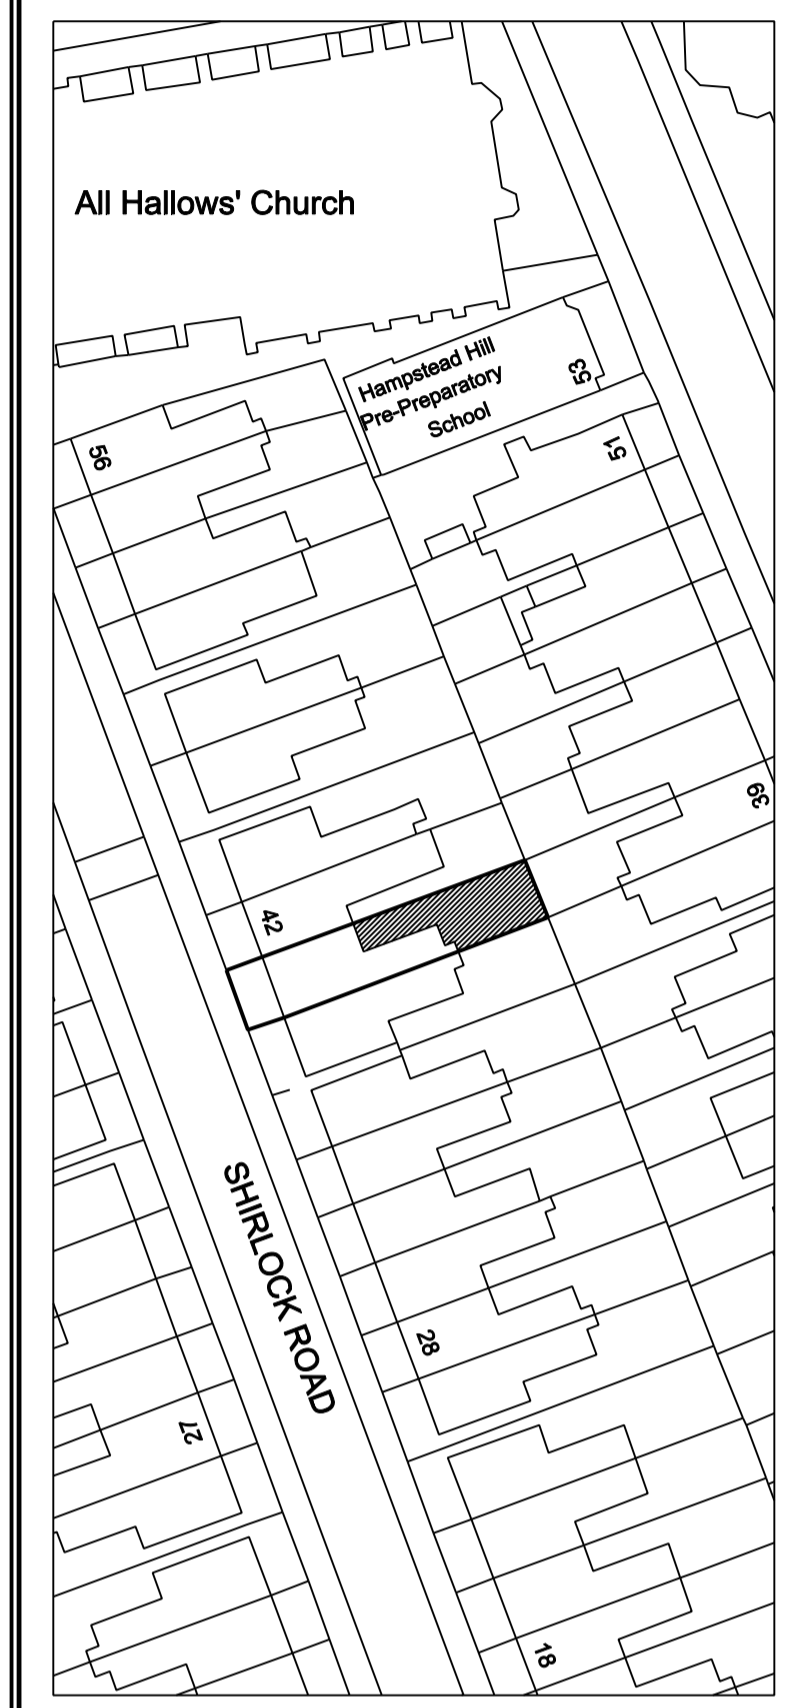 All Hallows' Church
Hampstead Hill
Pre-Preparatory
School
53
51
56
39
42
SHIRLOCK ROAD
28
27
18